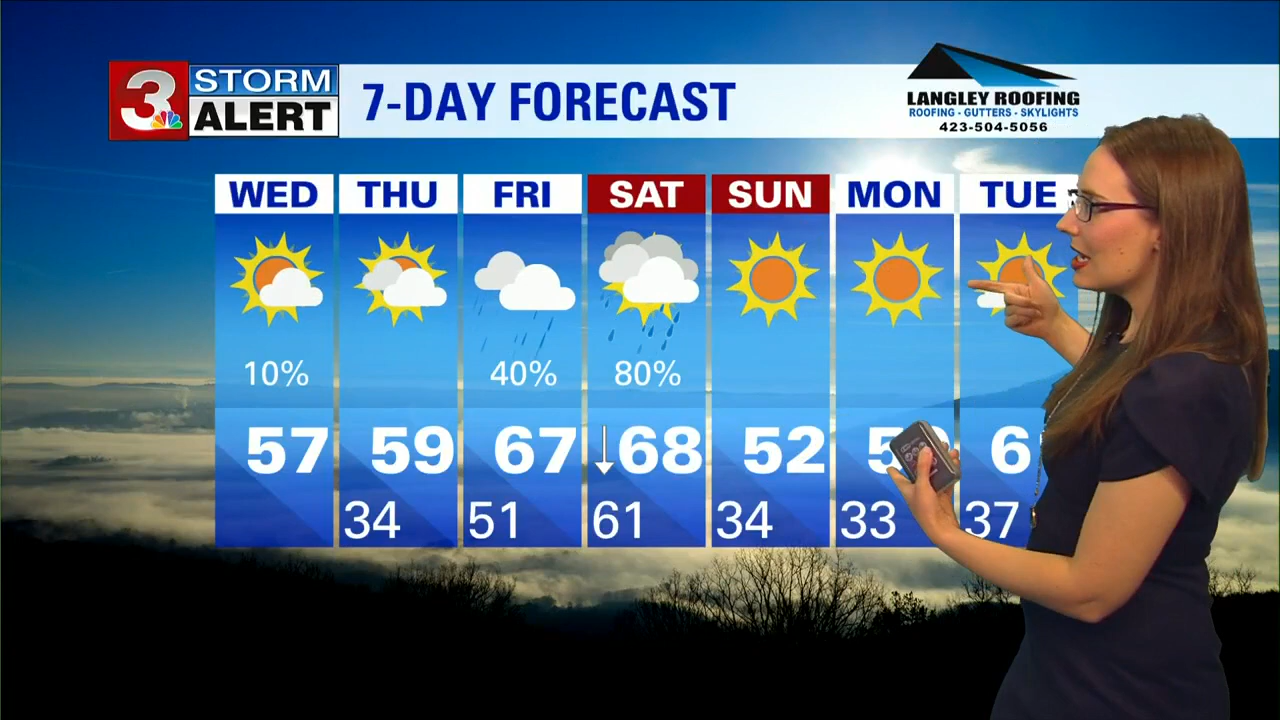 3 STORM ALERT
7-DAY FORECAST
LANGLEY ROOFING
ROOFING - GUTTERS - SKYLIGHTS
423-504-5056
WED THU FRI SAT SUN MON TUE
10% 40% 80%
57 59 67 ↓68 52
34 51 61 34 33 37